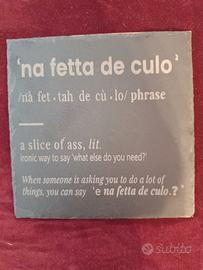 'na fetta de culo'
/nà fet • tah de cù • lo/ phrase
a slice of ass, lit.
ironic way to say 'what else do you need?'
When someone is asking you to do a lot of
things, you can say 'e na fetta de culo.?'
subito